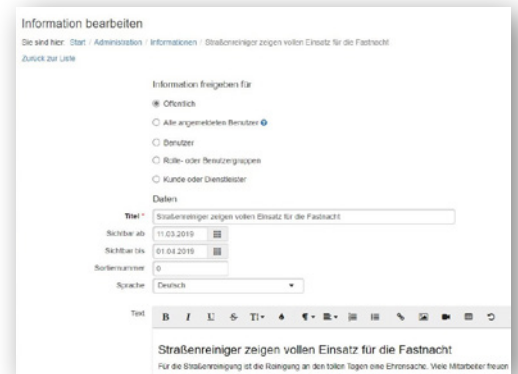 Information bearbeiten
Sie sind hier: Start / Administration / Informationen / Straßenreiniger zeigen vollen Einsatz für die Fastnacht
Zurück zur Liste
Information freigeben für
Öffentlich
Alle angemeldeten Benutzer
Benutzer
Rolle- oder Benutzergruppen
Kunde oder Dienstleister
Daten
Titel * Straßenreiniger zeigen vollen Einsatz für die Fastnacht
Sichtbar ab 11.03.2019
Sichtbar bis 01.04.2019
Sortiernummer 0
Sprache Deutsch
Text B I U S T
Straßenreiniger zeigen vollen Einsatz für die Fastnacht
Für die Straßenreinigung ist die Reinigung an den tollen Tagen eine Ehrensache. Viele Mitarbeiter freuen